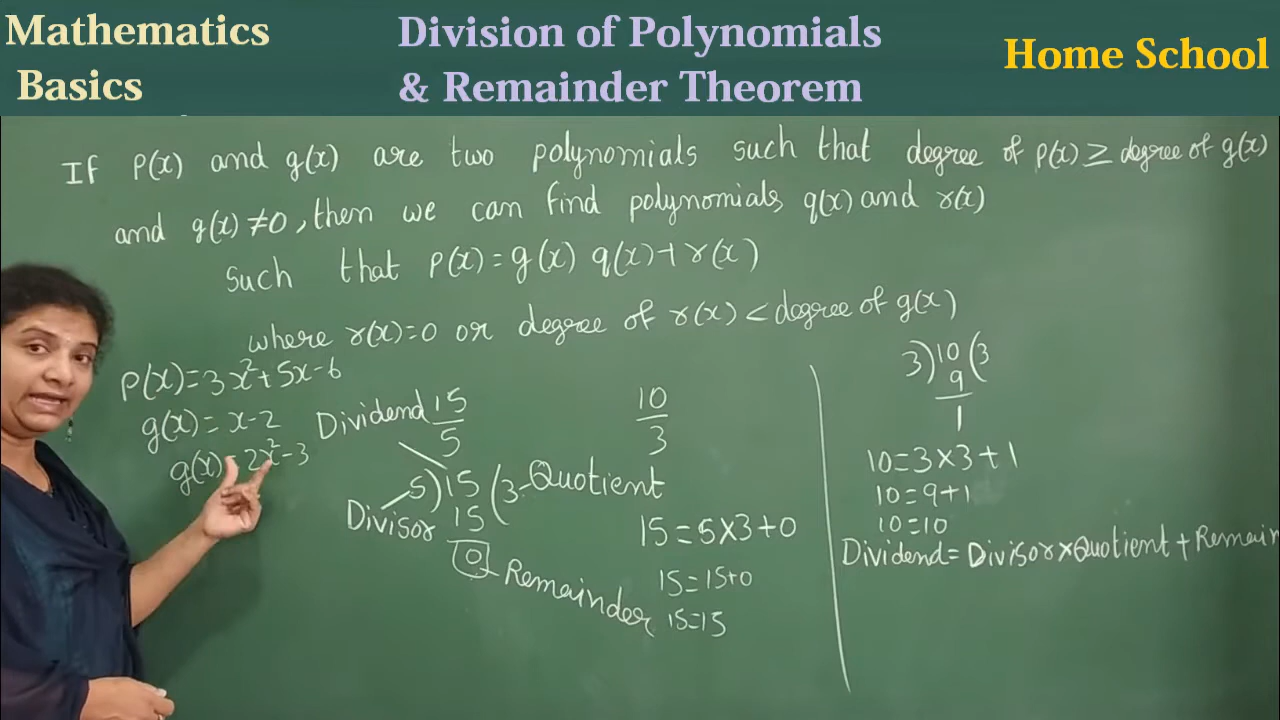 Mathematics
Basics
Division of Polynomials
& Remainder Theorem
Home School
If P(x) and g(x) are two polynomials such that degree of p(x) ≥ degree of g(x)
and g(x) ≠ 0, then we can find polynomials q(x) and r(x)
Such that p(x) = g(x) q(x) + r(x)
where r(x) = 0 or degree of r(x) < degree of g(x)
P(x) = 3x² + 5x - 6
g(x) = x - 2
g(x) = 2x² - 3
Dividend 15
5
5) 15 (3 - Quotient
Divisor 15
0 - Remainder
10
3
15 = 5 x 3 + 0
15 = 15 + 0
15 = 15
3) 10 (3
9
1
10 = 3 x 3 + 1
10 = 9 + 1
10 = 10
Dividend = Divisor x Quotient + Remain